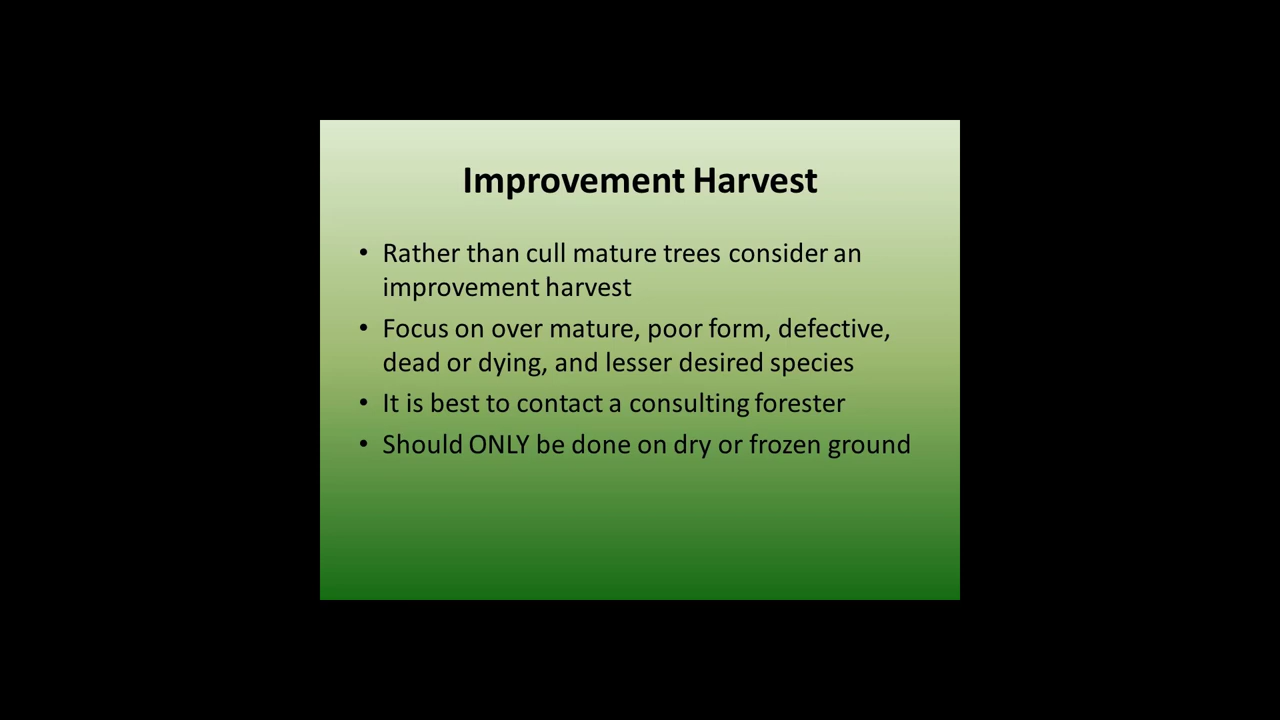 Improvement Harvest
• Rather than cull mature trees consider an
improvement harvest
• Focus on over mature, poor form, defective,
dead or dying, and lesser desired species
• It is best to contact a consulting forester
• Should ONLY be done on dry or frozen ground